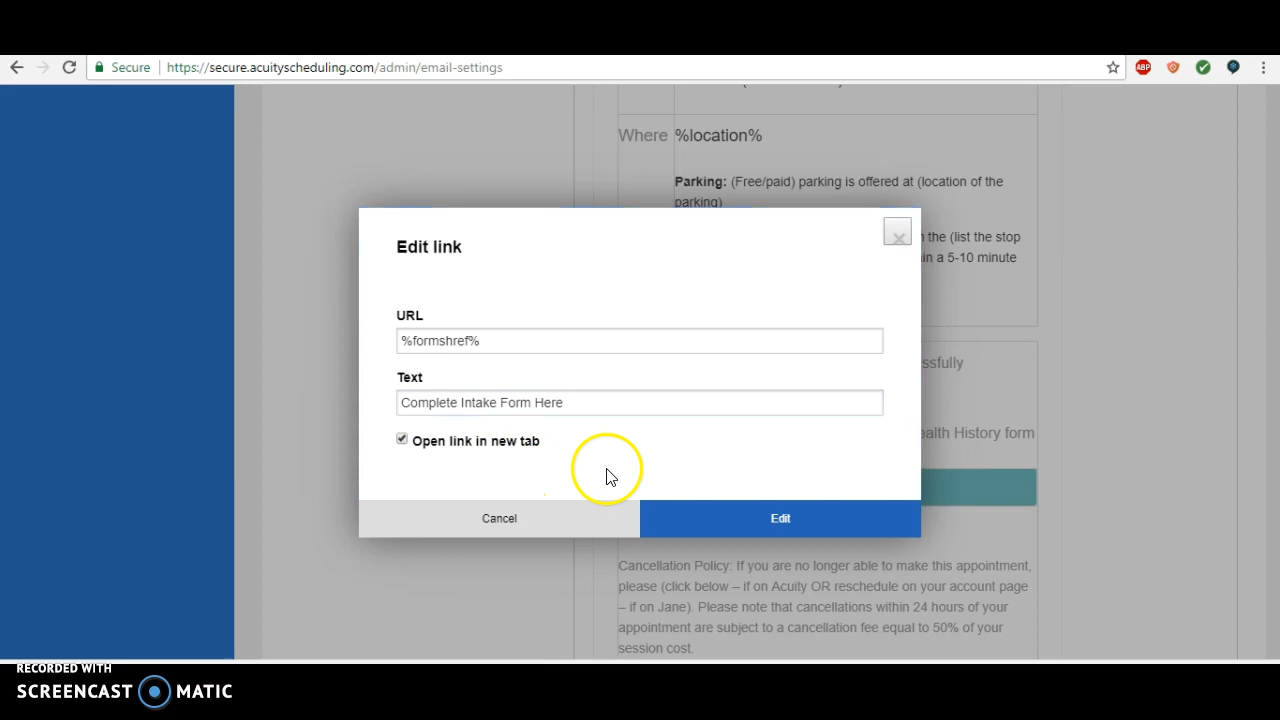 Secure
https://secure.acuityscheduling.com/admin/email-settings
ABP
Where %location%
Parking: (Free/paid) parking is offered at (location of the
parking)
the (list the stop
a 5-10 minute
Edit link
URL
%formshref%
Text
Complete Intake Form Here
Open link in new tab
Cancel
Edit
History form
Cancellation Policy: If you are no longer able to make this appointment,
please (click below – if on Acuity OR reschedule on your account page
– if on Jane). Please note that cancellations within 24 hours of your
appointment are subject to a cancellation fee equal to 50% of your
session cost.
RECORDED WITH
SCREENCAST MATIC